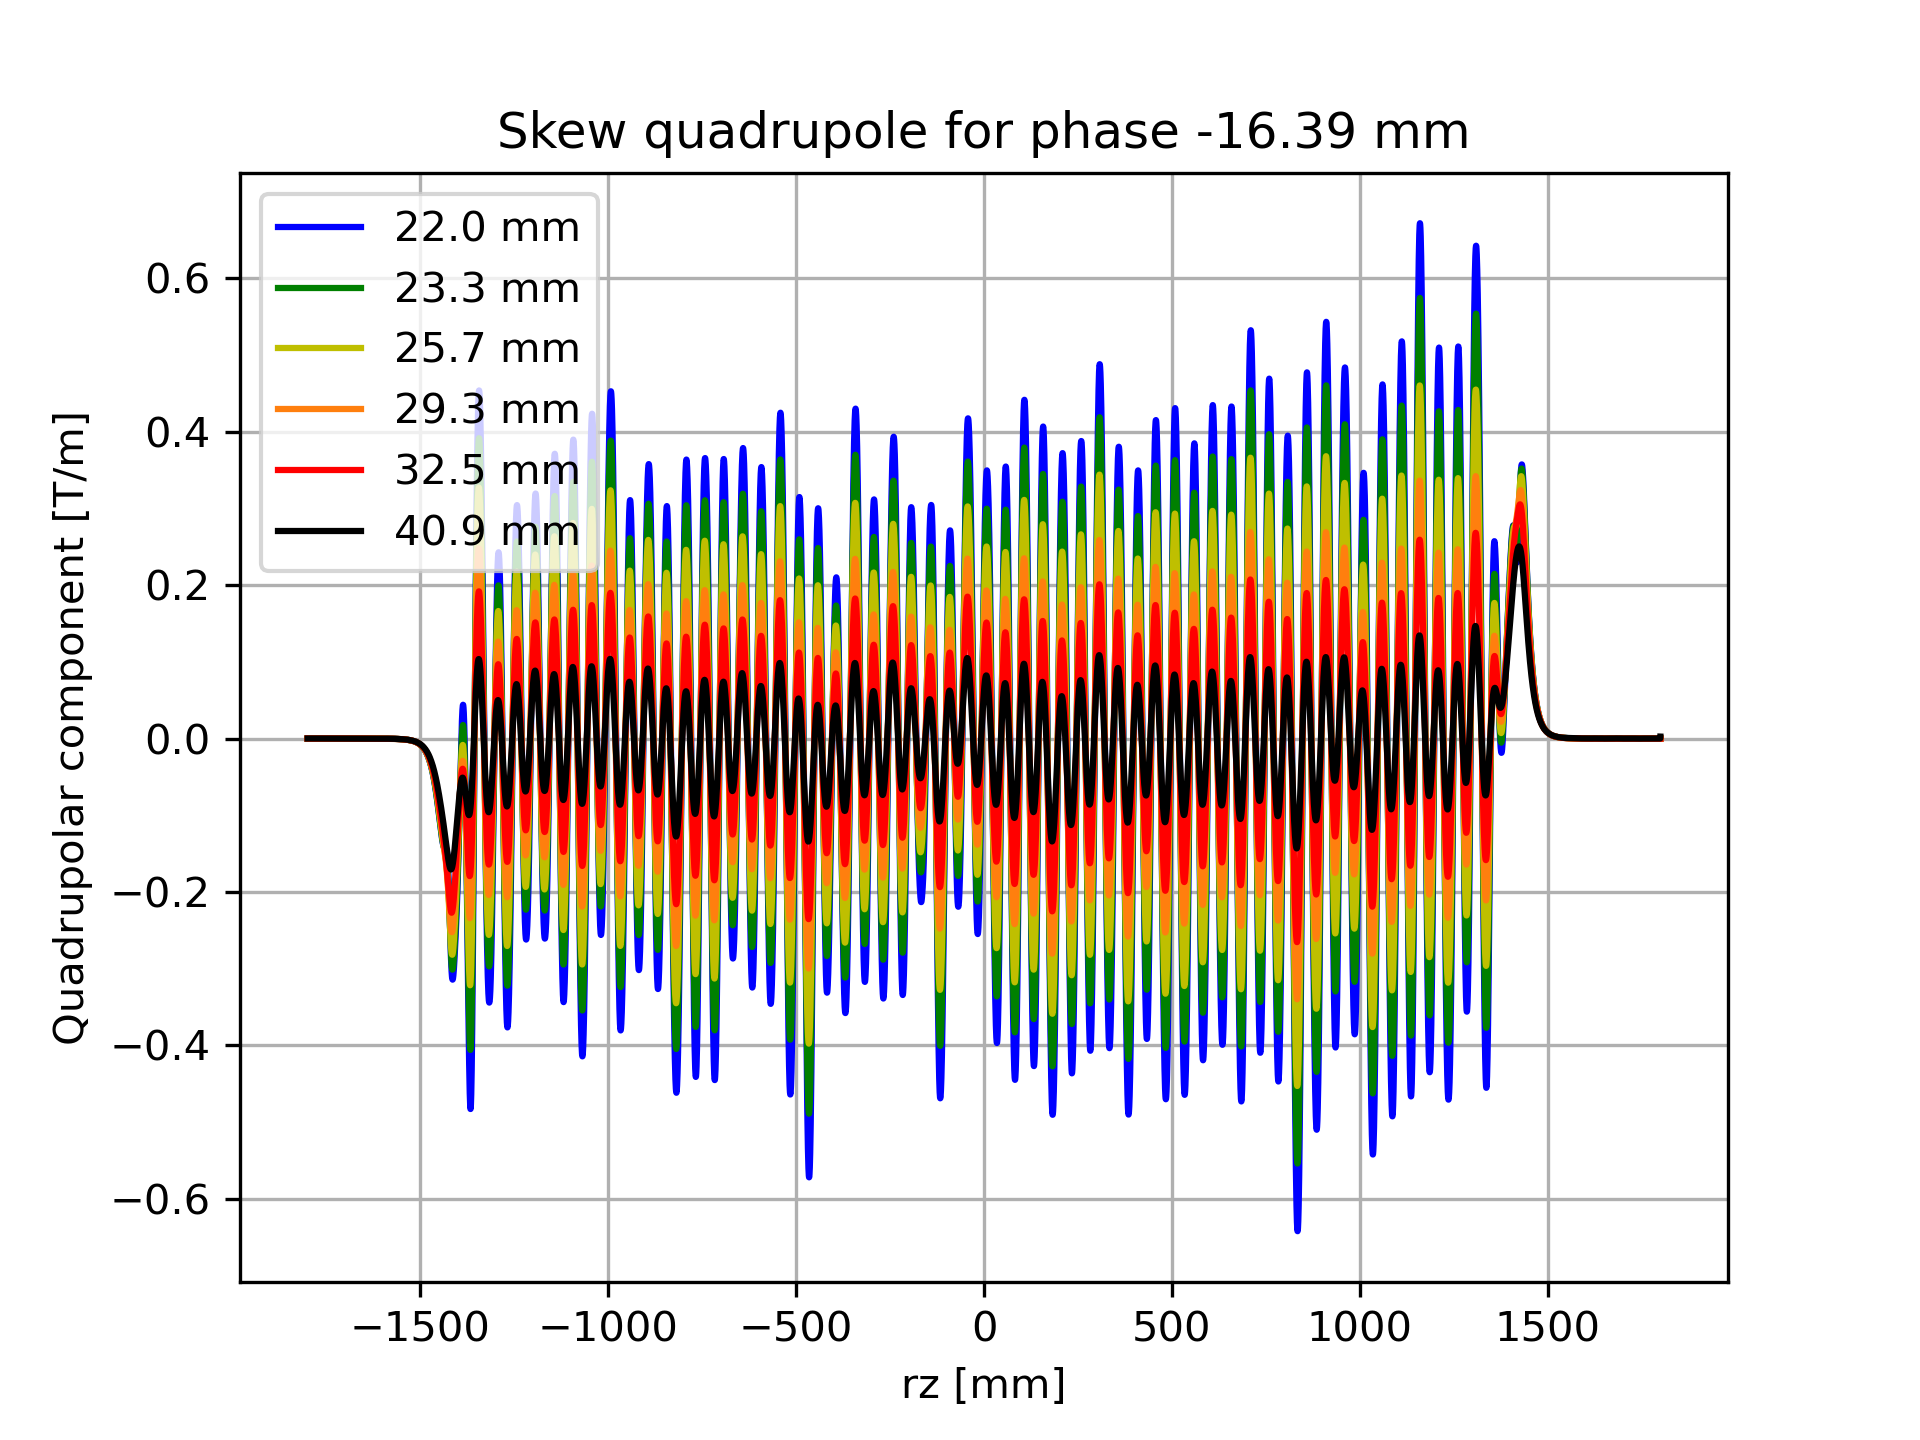 Skew quadrupole for phase -16.39 mm
22.0 mm
23.3 mm
25.7 mm
29.3 mm
32.5 mm
40.9 mm
Quadrupolar component [T/m]
0.6
0.4
0.2
0.0
−0.2
−0.4
−0.6
−1500 −1000 −500 0 500 1000 1500
rz [mm]